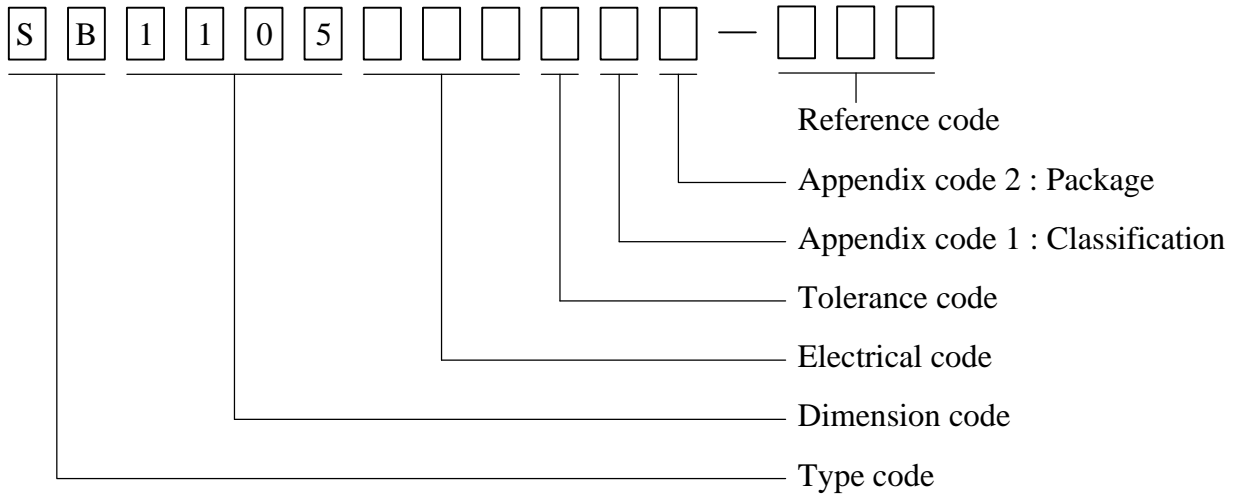 S B 1 1 0 5 —
Reference code
Appendix code 2 : Package
Appendix code 1 : Classification
Tolerance code
Electrical code
Dimension code
Type code